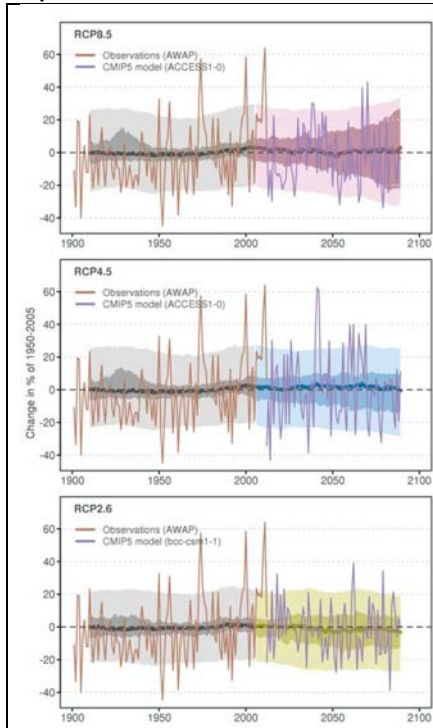 RCP8.5
Observations (AWAP)
CMIP5 model (ACCESS1-0)
60
40
20
0
-20
-40
1900 1950 2000 2050 2100
RCP4.5
Observations (AWAP)
CMIP5 model (ACCESS1-0)
60
40
20
0
-20
-40
Change in % of 1950-2005
1900 1950 2000 2050 2100
RCP2.6
Observations (AWAP)
CMIP5 model (bcc-csm1-1)
60
40
20
0
-20
-40
1900 1950 2000 2050 2100